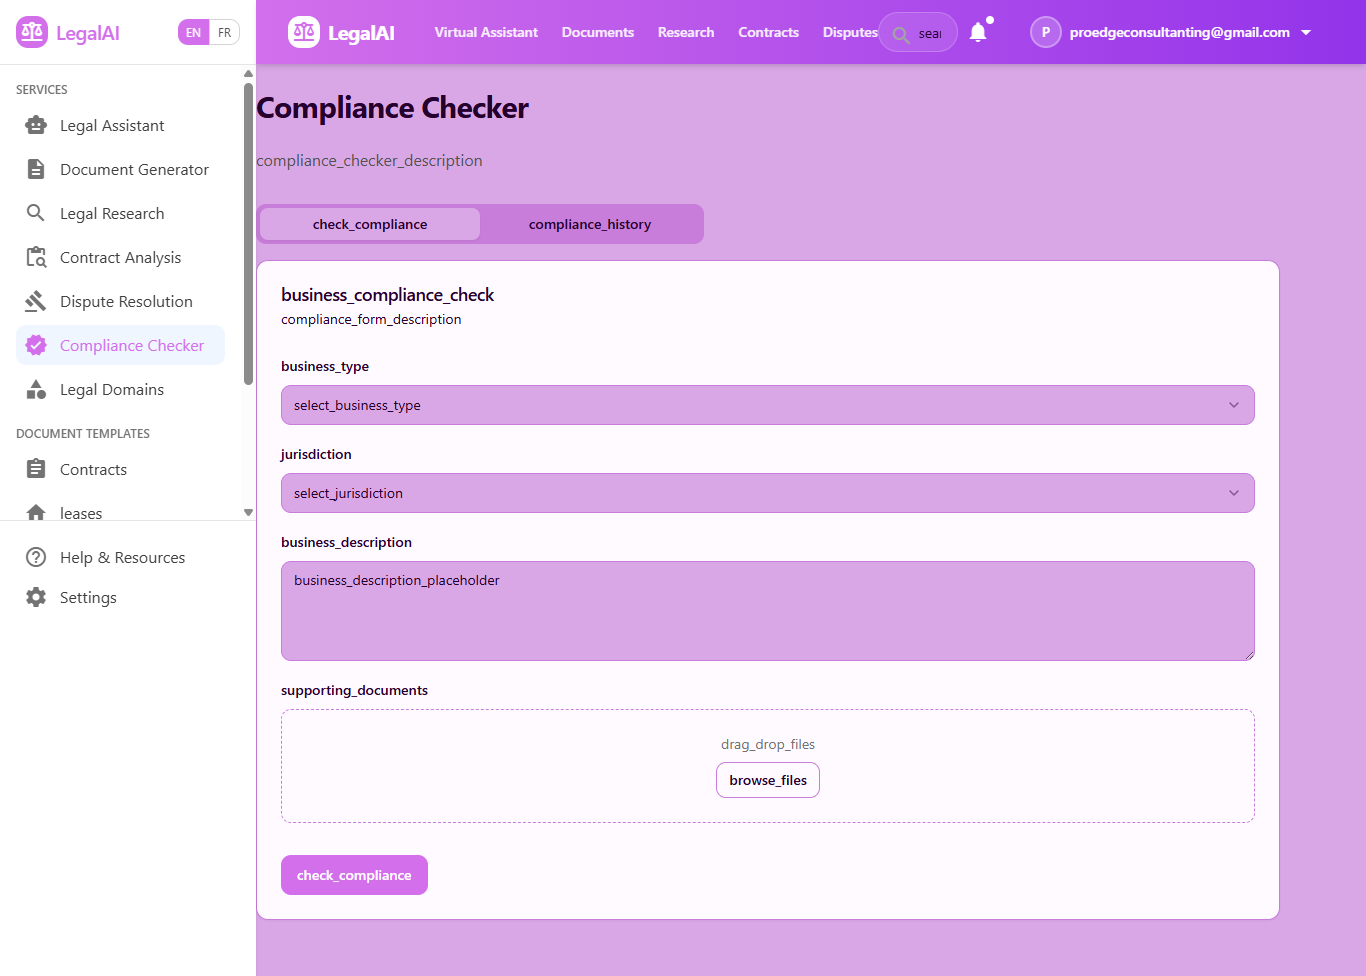 LegalAI
EN FR
LegalAI
Virtual Assistant
Documents
Research
Contracts
Disputes
sear
P
proedgeconsultanting@gmail.com
SERVICES
Legal Assistant
Document Generator
Legal Research
Contract Analysis
Dispute Resolution
Compliance Checker
Legal Domains
DOCUMENT TEMPLATES
Contracts
leases
Help & Resources
Settings
Compliance Checker
compliance_checker_description
check_compliance
compliance_history
business_compliance_check
compliance_form_description
business_type
select_business_type
jurisdiction
select_jurisdiction
business_description
business_description_placeholder
supporting_documents
drag_drop_files
browse_files
check_compliance